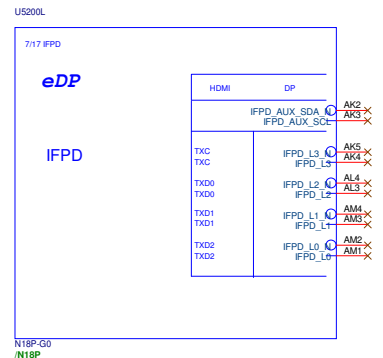 U5200L
7/17 IFPD
eDP
HDMI DP
IFPD_AUX_SDA_N AK2
IFPD_AUX_SCL AK3
IFPD
TXC IFPD_L3_N AK5
TXC IFPD_L3 AK4
TXD0 IFPD_L2_N AL4
TXD0 IFPD_L2 AL3
TXD1 IFPD_L1_N AM4
TXD1 IFPD_L1 AM3
TXD2 IFPD_L0_N AM2
TXD2 IFPD_L0 AM1
N18P-G0
/N18P